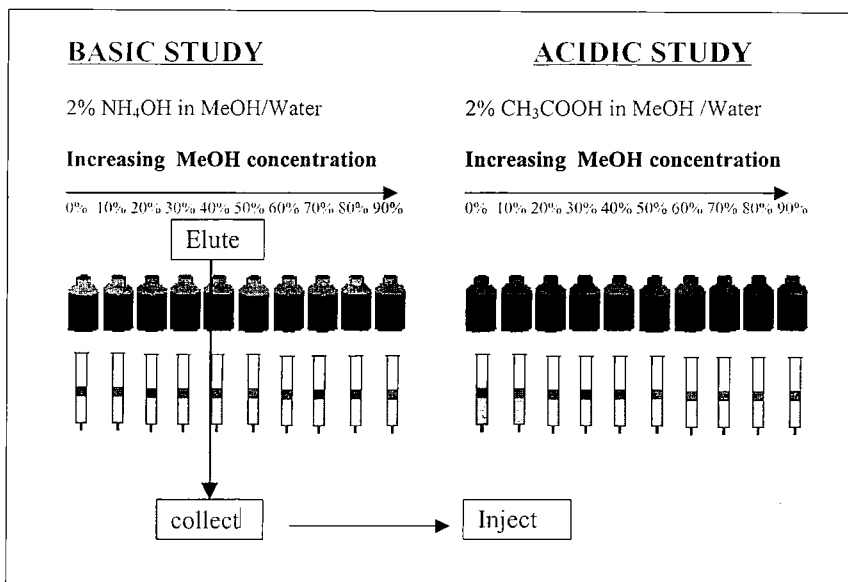 BASIC STUDY
2% NH₄OH in MeOH/Water
Increasing MeOH concentration
0% 10% 20% 30% 40% 50% 60% 70% 80% 90%
Elute
collect
ACIDIC STUDY
2% CH₃COOH in MeOH /Water
Increasing MeOH concentration
0% 10% 20% 30% 40% 50% 60% 70% 80% 90%
Inject